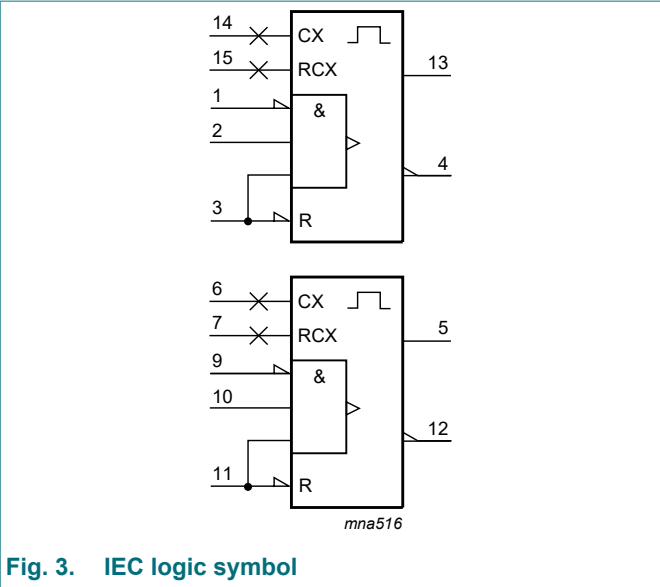 14 CX
15 RCX 13
1 &
2
4
3 R
6 CX
7 RCX 5
9 &
10
12
11 R
mna516
Fig. 3. IEC logic symbol